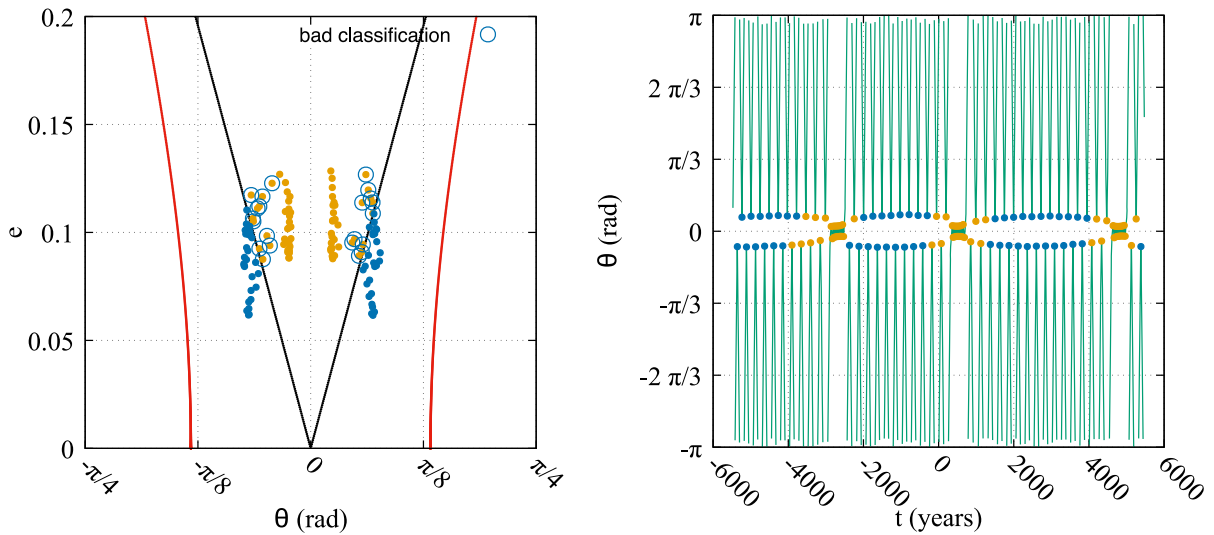 0.2
0.15
0.1
0.05
0
e
bad classification
-π/4
-π/8
0
π/8
π/4
θ (rad)
π
2 π/3
π/3
0
-π/3
-2 π/3
-π
θ (rad)
-6000
-4000
-2000
0
2000
4000
6000
t (years)